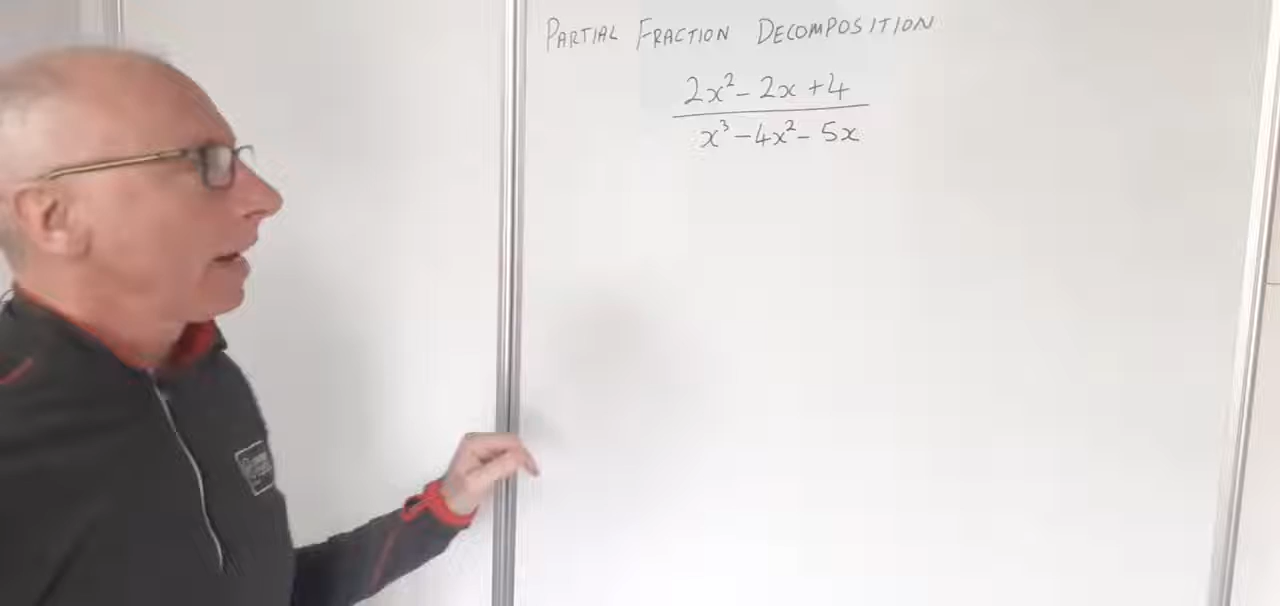 PARTIAL FRACTION DECOMPOSITION
2x² - 2x + 4
x³ - 4x² - 5x